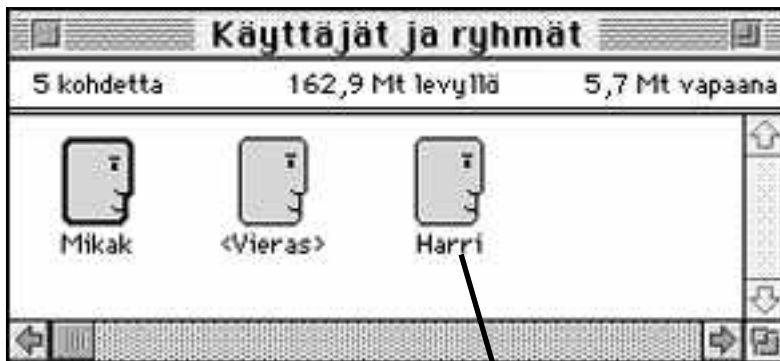 Käyttäjät ja ryhmät
5 kohdetta 162,9 Mt levyllä 5,7 Mt vapaana
Mikak <Vieras> Harri